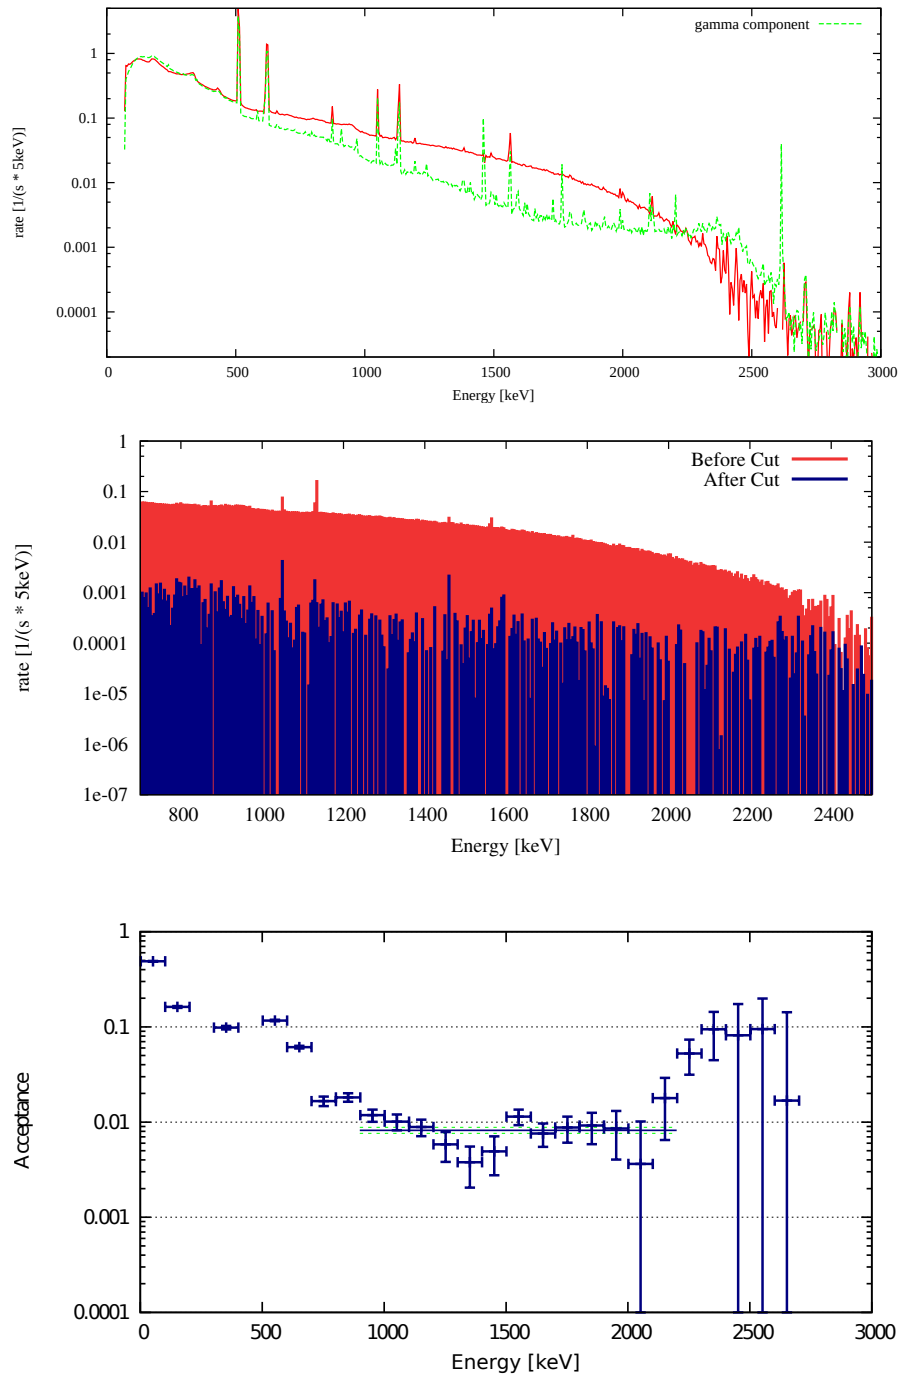 gamma component
1
0.1
0.01
0.001
0.0001
rate [1/(s * 5keV)]
0 500 1000 1500 2000 2500 3000
Energy [keV]
Before Cut
After Cut
1
0.1
0.01
0.001
0.0001
1e-05
1e-06
1e-07
rate [1/(s * 5keV)]
800 1000 1200 1400 1600 1800 2000 2200 2400
Energy [keV]
1
0.1
0.01
0.001
0.0001
Acceptance
0 500 1000 1500 2000 2500 3000
Energy [keV]